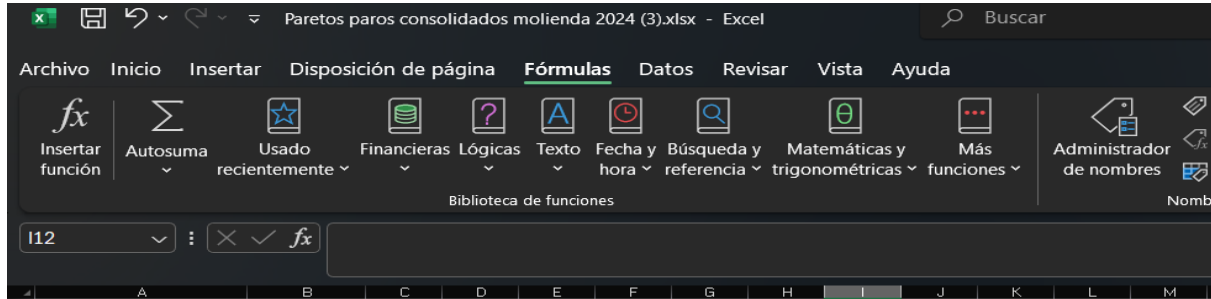 Paretos paros consolidados molienda 2024 (3).xlsx - Excel
Buscar
Archivo Inicio Insertar Disposición de página Fórmulas Datos Revisar Vista Ayuda
fx
Insertar función
Autosuma
Usado recientemente
Financieras
Lógicas
Texto
Fecha y hora
Búsqueda y referencia
Matemáticas y trigonométricas
Más funciones
Administrador de nombres
Biblioteca de funciones
Nomb
I12
fx
A B C D E F G H I J K L M